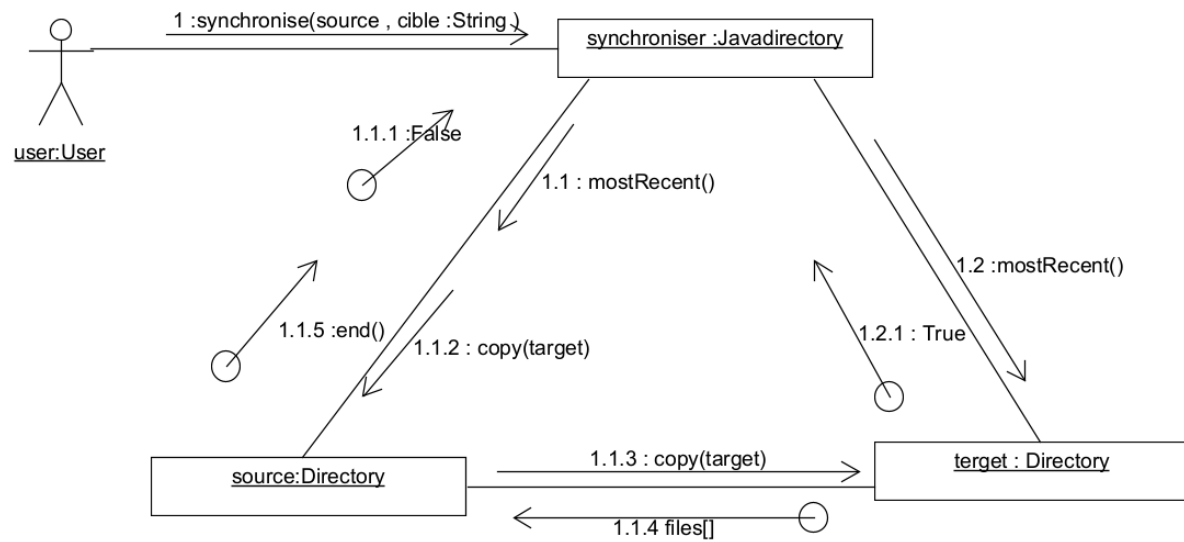 1 :synchronise(source , cible :String )
synchroniser :Javadirectory
user:User
1.1.1 :False
1.1 : mostRecent()
1.2 :mostRecent()
1.1.5 :end()
1.1.2 : copy(target)
1.2.1 : True
source:Directory
1.1.3 : copy(target)
terget : Directory
1.1.4 files[]